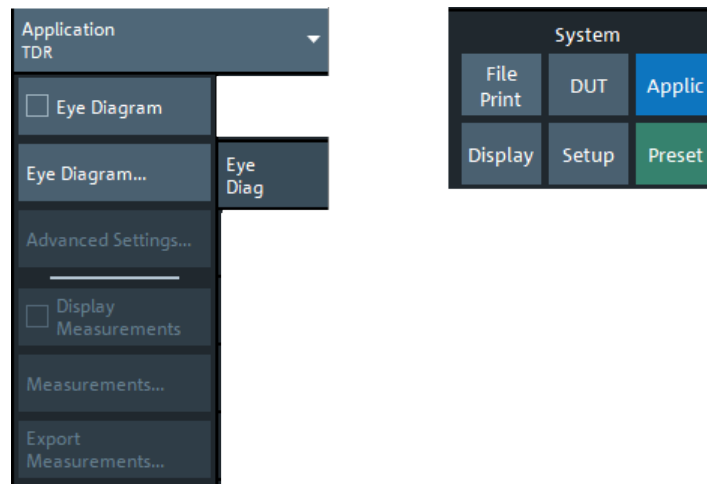 Application
TDR
Eye Diagram
Eye Diagram...
Eye
Diag
Advanced Settings...
Display
Measurements
Measurements...
Export
Measurements...
System
File
Print
DUT
Applic
Display
Setup
Preset